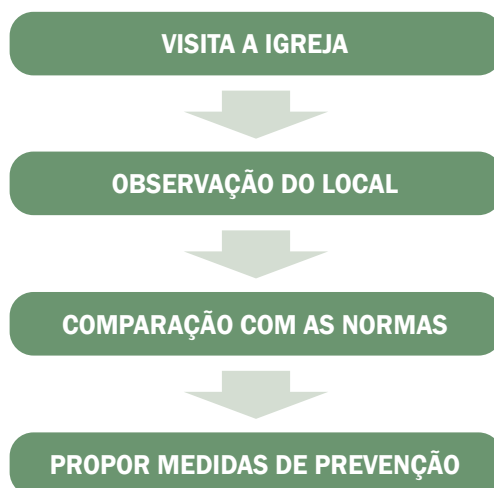 VISITA A IGREJA
OBSERVAÇÃO DO LOCAL
COMPARAÇÃO COM AS NORMAS
PROPOR MEDIDAS DE PREVENÇÃO